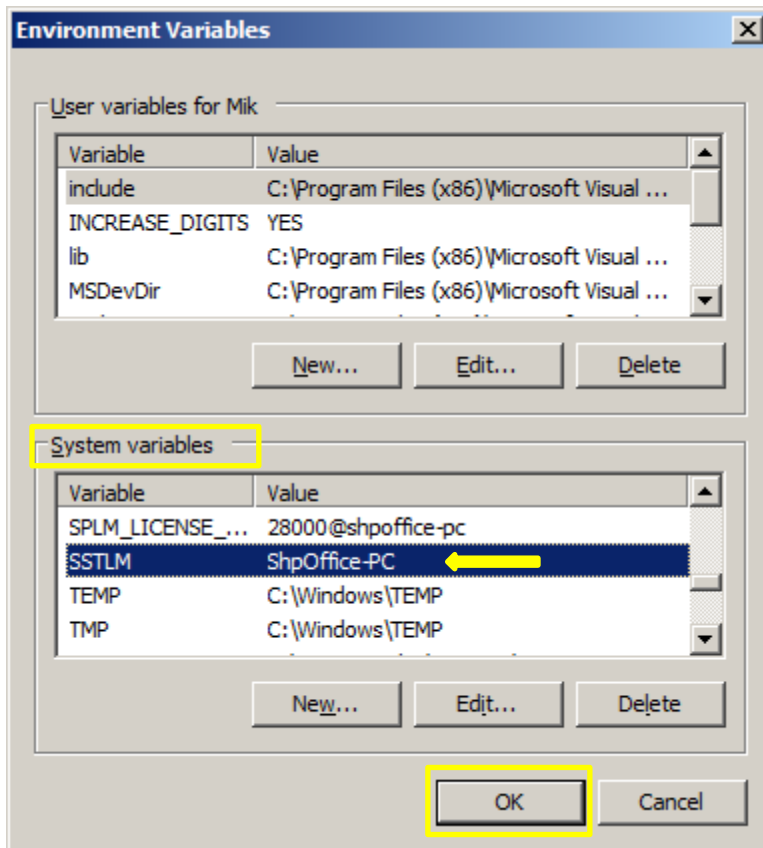 Environment Variables
User variables for Mik
Variable Value
include C:\Program Files (x86)\Microsoft Visual ...
INCREASE_DIGITS YES
lib C:\Program Files (x86)\Microsoft Visual ...
MSDevDir C:\Program Files (x86)\Microsoft Visual ...
New... Edit... Delete
System variables
Variable Value
SPLM_LICENSE_... 28000@shpoffice-pc
SSTLM ShpOffice-PC
TEMP C:\Windows\TEMP
TMP C:\Windows\TEMP
New... Edit... Delete
OK Cancel